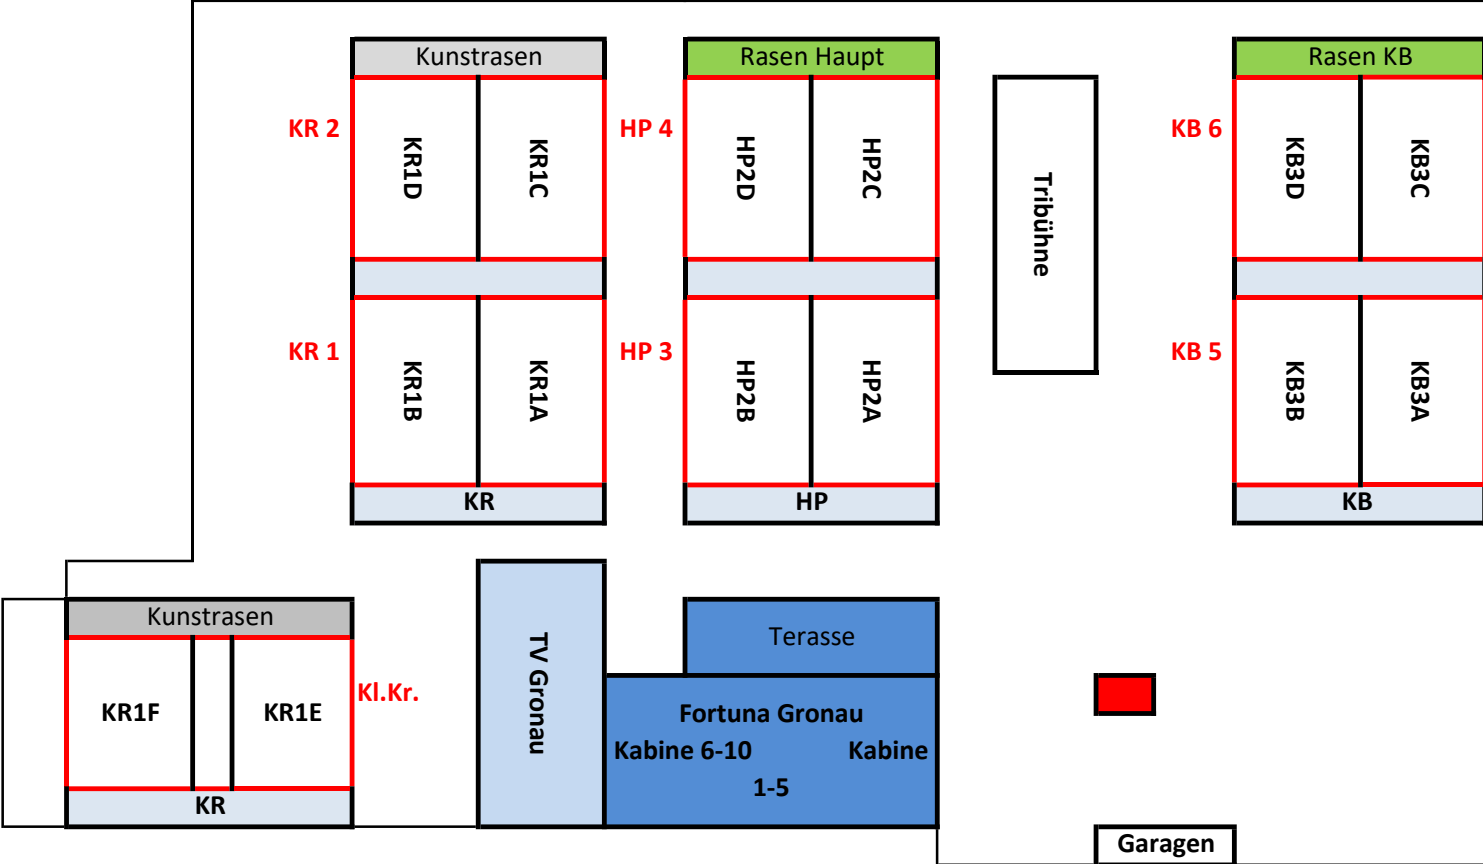 Kunstrasen
Rasen Haupt
Rasen KB
KR 2
KR1D
KR1C
HP 4
HP2D
HP2C
Tribühne
KB 6
KB3D
KB3C
KR 1
KR1B
KR1A
HP 3
HP2B
HP2A
KB 5
KB3B
KB3A
KR
HP
KB
Kunstrasen
KR1F
KR1E
Kl.Kr.
KR
TV Gronau
Terasse
Fortuna Gronau
Kabine 6-10 Kabine
1-5
Garagen